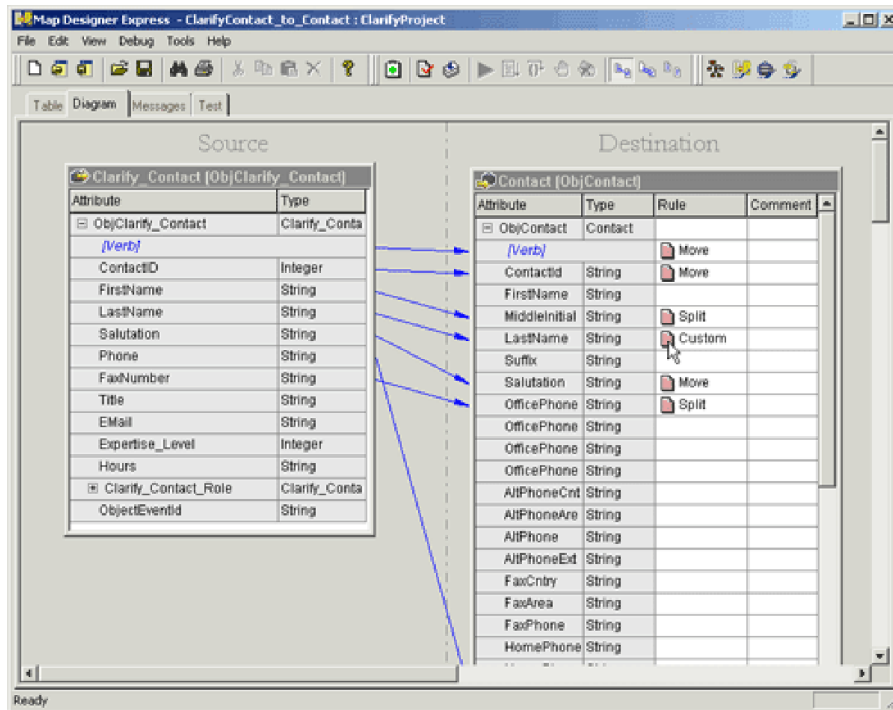 Map Designer Express - ClarifyContact_to_Contact : ClarifyProject
File Edit View Debug Tools Help
Table Diagram Messages Test
Source
Destination
Clarify_Contact (ObjClarify_Contact)
Attribute Type
ObjClarify_Contact Clarify_Conta
[Verb]
ContactID Integer
FirstName String
LastName String
Salutation String
Phone String
FaxNumber String
Title String
EMail String
Expertise_Level Integer
Hours String
Clarify_Contact_Role Clarify_Conta
ObjectEventId String
Contact (ObjContact)
Attribute Type Rule Comment
ObjContact Contact
[Verb] Move
ContactId String Move
FirstName String
MiddleInitial String Split
LastName String Custom
Suffix String
Salutation String Move
OfficePhone String Split
OfficePhone String
OfficePhone String
OfficePhone String
AltPhoneCnt String
AltPhoneAre String
AltPhone String
AltPhoneExt String
FaxCntry String
FaxArea String
FaxPhone String
HomePhone String
Ready